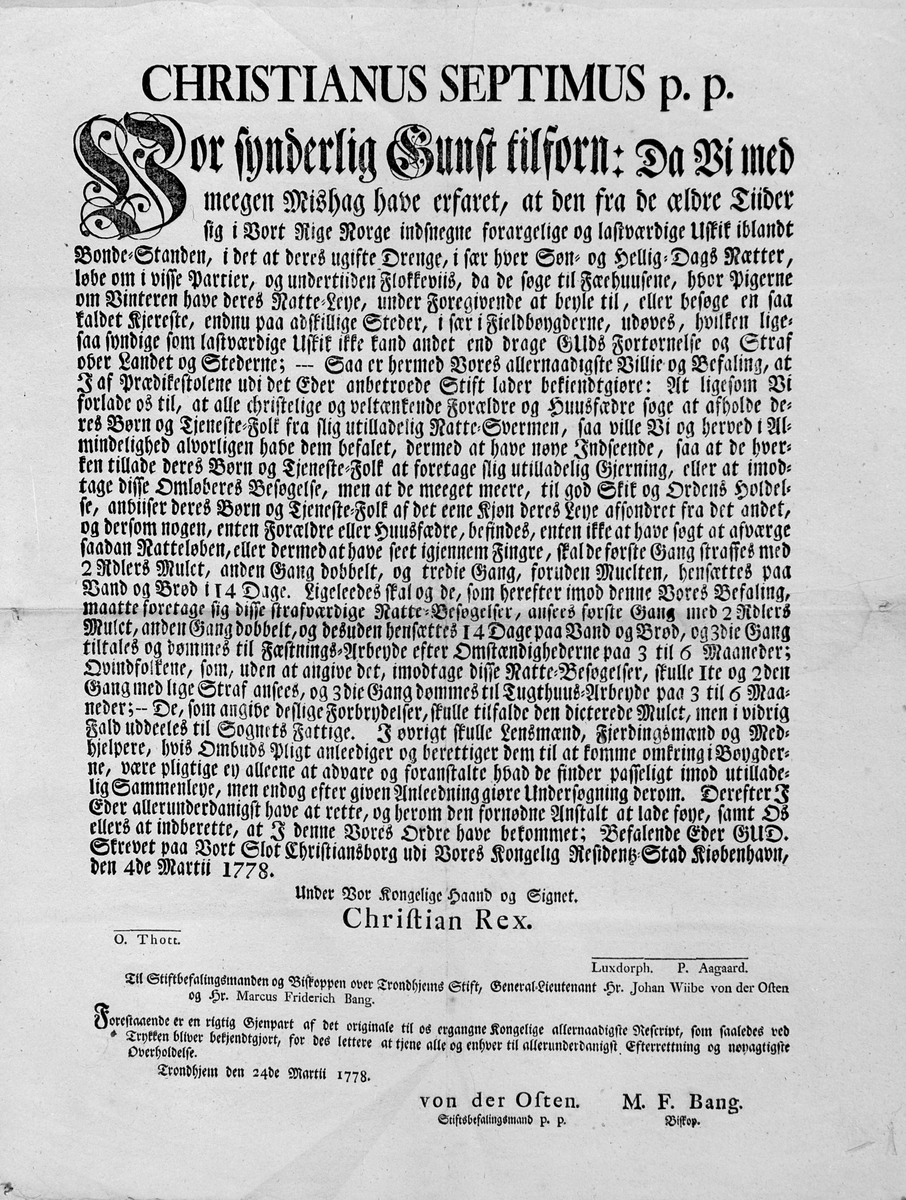 CHRISTIANUS SEPTIMUS p. p.
Vor synderlig Gunst tilforn: Da Vi med
meegen Mishag have erfaret, at den fra de ældre Tiider
sig i Vort Rige Norge indsnegne forargelige og lastværdige Uskik iblandt
Bonde-Standen, i det at deres ugifte Drenge, i sær hver Søn- og Hellig-Dags Nætter,
løbe om i visse Partier, og undertiiden Flokkeviis, da de søge til Fæehuusene, hvor Pigerne
om Vinteren have deres Natte-Leye, under Foregivende at beyle til, eller besøge en saa
kaldet Kjereste, endnu paa adskillige Steder, i sær i Fieldbøygderne, udøves, hvilken lige-
saa syndige som lastværdige Uskik ikke kand andet end drage GUds Fortørnelse og Straf
over Landet og Stederne; --- Saa er hermed Vores allernaadigste Villie og Befaling, at
I af Prædikestolene udi det Eder anbetroede Stift lader bekiendtgiøre: At ligesom Vi
forlade os til, at alle christelige og veltænkende Forældre og Huusfædre søge at afholde de-
res Børn og Tjeneste-Folk fra slig utilladelig Natte-Svermen, saa ville Vi og herved i Al-
mindelighed alvorligen have dem befalet, dermed at have nøye Indseende, saa at de hver-
ken tillade deres Børn og Tjeneste-Folk at foretage slig utilladelig Gjerning, eller at imod-
tage disse Omløberes Besøgelse, men at de meeget meere, til god Skik og Ordens Holdel-
se, anviiser deres Børn og Tjeneste-Folk af det eene Kjøn deres Leye afsondret fra det andet,
og dersom nogen, enten Forældre eller Huusfædre, befindes, enten ikke at have søgt at afværge
saadan Natteløben, eller dermed at have seet igjennem Fingre, skal de første Gang straffes med
2 Rdlers Mulct, anden Gang dobbelt, og tredie Gang, foruden Muclten, hensættes paa
Vand og Brød i 14 Dage. Ligeleedes skal og de, som herefter imod denne Vores Befaling,
maatte foretage sig disse strafværdige Natte-Besøgelser, ansees første Gang med 2 Rdlers
Mulct, anden Gang dobbelt, og desuden hensættes 14 Dage paa Vand og Brød, og 3die Gang
tiltales og dømmes til Fæstnings-Arbeyde efter Omstændighederne paa 3 til 6 Maaneder;
Qvindfolkene, som, uden at angive det, imodtage disse Natte-Besøgelser, skulle 1te og 2den
Gang med lige Straf ansees, og 3die Gang dømmes til Tugthuus-Arbeyde paa 3 til 6 Maa-
neder;-- De, som angive deslige Forbrydelser, skulle tilfalde den dicterede Mulct, men i vidrig
Fald uddeeles til Sognets Fattige. I øvrigt skulle Lensmænd, Fjerdingsmænd og Med-
hjelpere, hvis Ombuds Pligt anleediger og berettiger dem til at komme omkring i Bøygder-
ne, være pligtige ey alleene at advare og foranstalte hvad de finder passeligt imod utillade-
lig Sammenleye, men endog efter given Anleedning giøre Undersøgning derom. Derefter I
Eder allerunderdanigst have at rette, og herom den fornødne Anstalt at lade føye, samt Os
ellers at indberette, at I denne Vores Ordre have bekommet; Befalende Eder GUD.
Skrevet paa Vort Slot Christiansborg udi Vores Kongelig Residentz-Stad Kiøbenhavn,
den 4de Martii 1778.
Under Vor Kongelige Haand og Signet.
Christian Rex.
O. Thott.
Luxdorph. P. Aagaard.
Til Stiftbefalingsmanden og Biskoppen over Trondhjems Stift, General-Lieutenant Hr. Johan Wiibe von der Osten
og Hr. Marcus Friderich Bang.
Forestaaende er en rigtig Gjenpart af det originale til os ergangne Kongelige allernaadigste Rescript, som saaledes ved
Trykken bliver bekjendtgjort, for des lettere at tjene alle og enhver til allerunderdanigst Efterrettning og nøyagtigste
Overholdelse.
Trondhjem den 24de Martii 1778.
von der Osten. M. F. Bang.
Stiftsbefalingsmand p. p. Biskop.